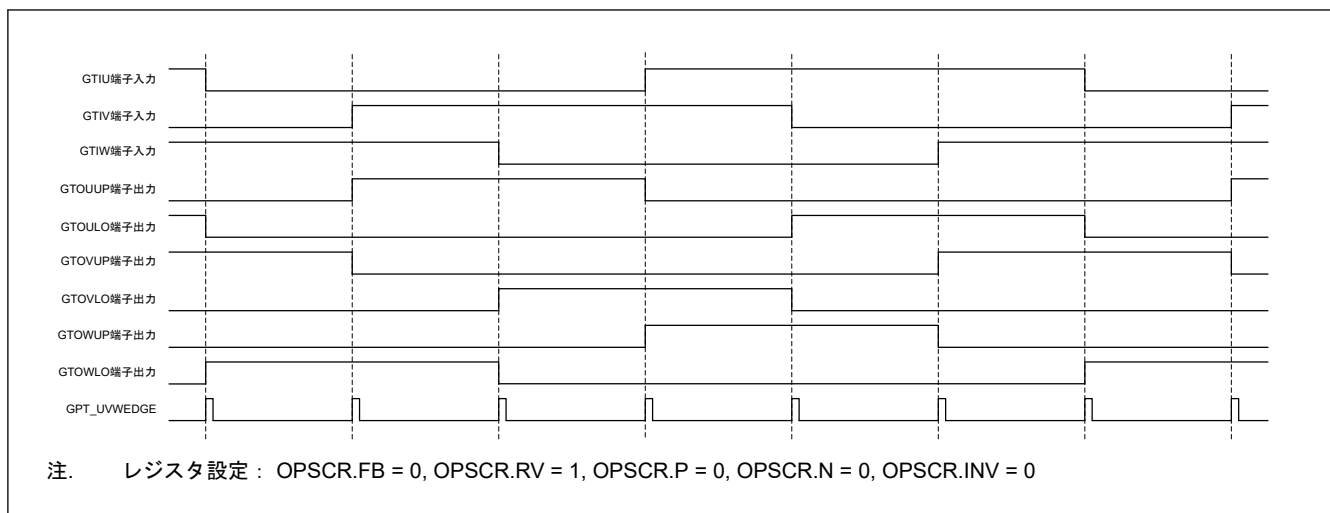 GTIU端子入力
GTIV端子入力
GTIW端子入力
GTOUUP端子出力
GTOULO端子出力
GTOVUP端子出力
GTOVLO端子出力
GTOWUP端子出力
GTOWLO端子出力
GPT_UVWEDGE
注. レジスタ設定： OPSCR.FB = 0, OPSCR.RV = 1, OPSCR.P = 0, OPSCR.N = 0, OPSCR.INV = 0